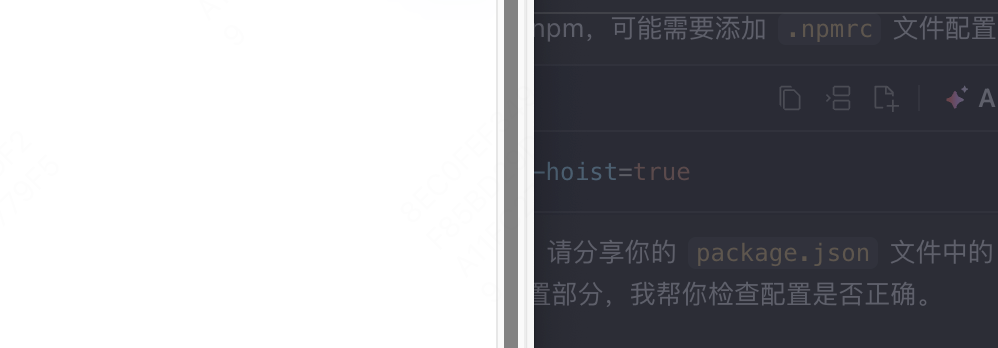 npm，可能需要添加 .npmrc 文件配置
A
-hoist=true
请分享你的 package.json 文件中的
置部分，我帮你检查配置是否正确。